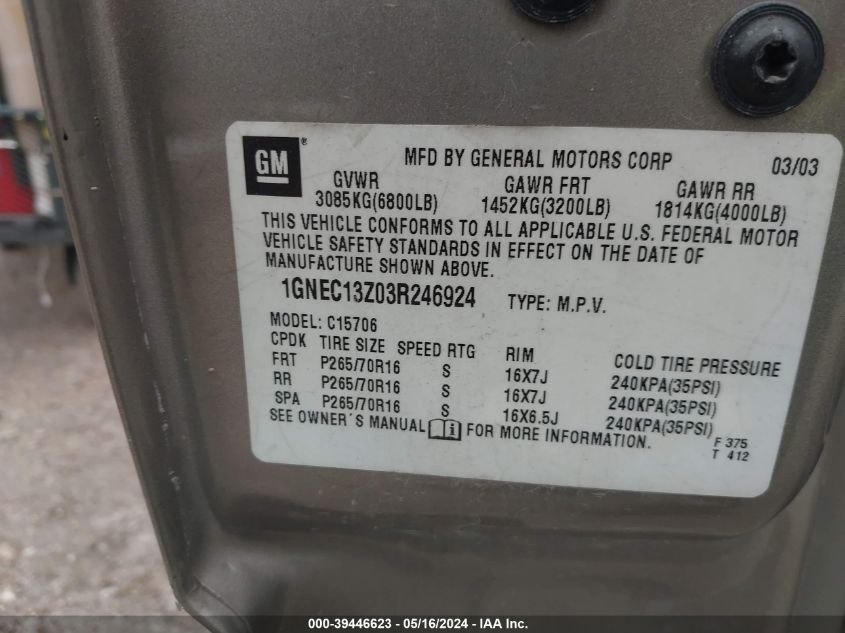 GM®
MFD BY GENERAL MOTORS CORP 03/03
GVWR GAWR FRT GAWR RR
3085KG(6800LB) 1452KG(3200LB) 1814KG(4000LB)
THIS VEHICLE CONFORMS TO ALL APPLICABLE U.S. FEDERAL MOTOR
VEHICLE SAFETY STANDARDS IN EFFECT ON THE DATE OF
MANUFACTURE SHOWN ABOVE.
1GNEC13Z03R246924 TYPE: M.P.V.
MODEL: C15706
CPDK TIRE SIZE SPEED RTG RIM COLD TIRE PRESSURE
FRT P265/70R16 S 16X7J 240KPA(35PSI)
RR P265/70R16 S 16X7J 240KPA(35PSI)
SPA P265/70R16 S 16X6.5J 240KPA(35PSI)
SEE OWNER'S MANUAL i FOR MORE INFORMATION.
F 375
T 412
000-39446623 - 05/16/2024 - IAA Inc.